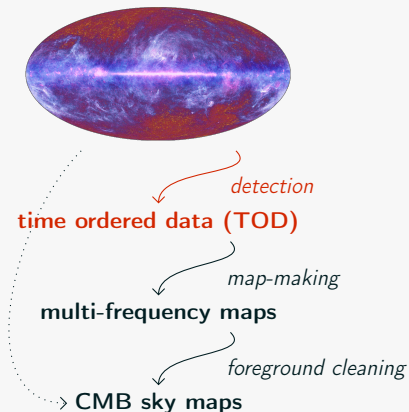 detection
time ordered data (TOD)
map-making
multi-frequency maps
foreground cleaning
CMB sky maps